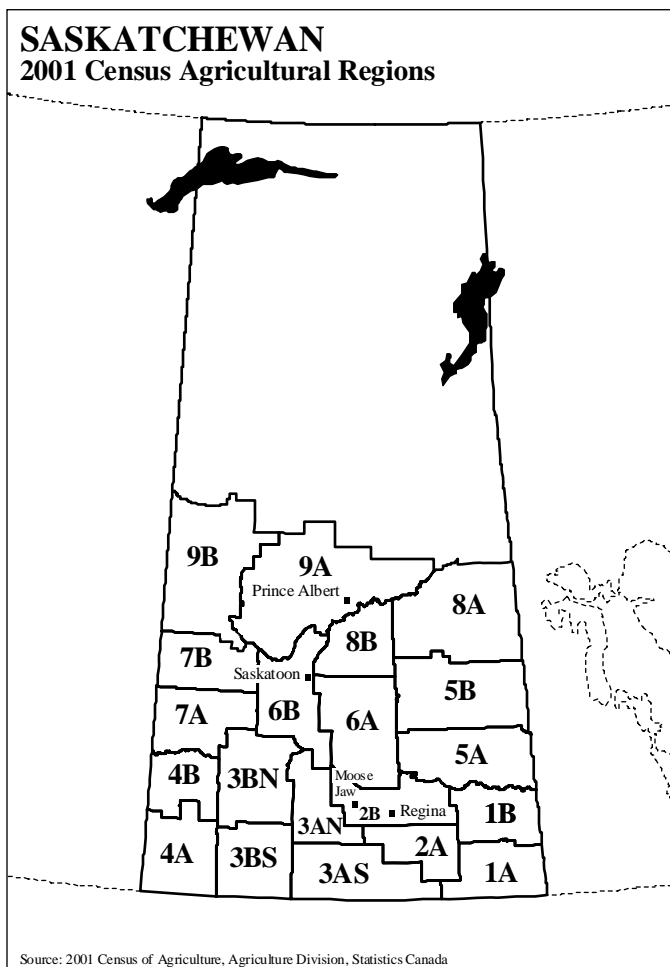 SASKATCHEWAN
2001 Census Agricultural Regions
9B
9A
Prince Albert
8A
8B
7B
Saskatoon
5B
7A
6B
6A
5A
4B
3BN
Moose
Jaw
2B
Regina
1B
3AN
2A
4A
3BS
3AS
1A
Source: 2001 Census of Agriculture, Agriculture Division, Statistics Canada